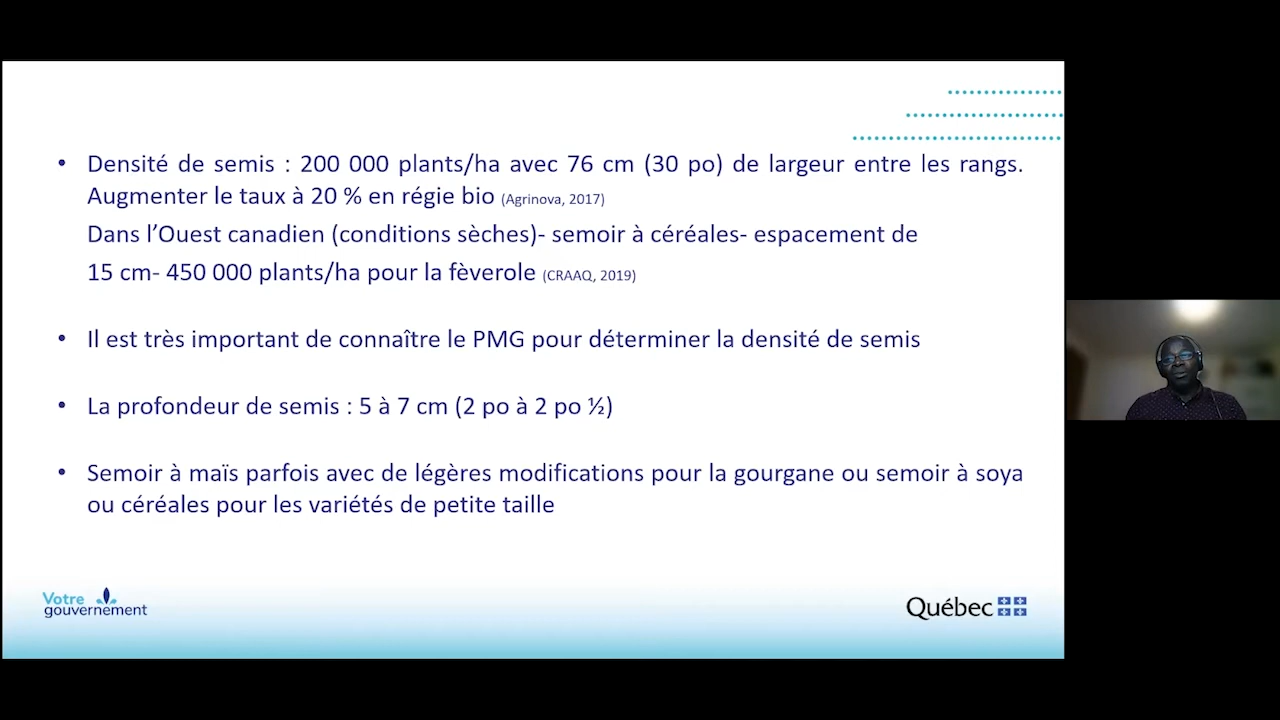 • Densité de semis : 200 000 plants/ha avec 76 cm (30 po) de largeur entre les rangs.
Augmenter le taux à 20 % en régie bio (Agrinova, 2017)
Dans l’Ouest canadien (conditions sèches)- semoir à céréales- espacement de
15 cm- 450 000 plants/ha pour la fèverole (CRAAQ, 2019)
• Il est très important de connaître le PMG pour déterminer la densité de semis
• La profondeur de semis : 5 à 7 cm (2 po à 2 po ½)
• Semoir à maïs parfois avec de légères modifications pour la gourgane ou semoir à soya
ou céréales pour les variétés de petite taille
Votre
gouvernement
Québec